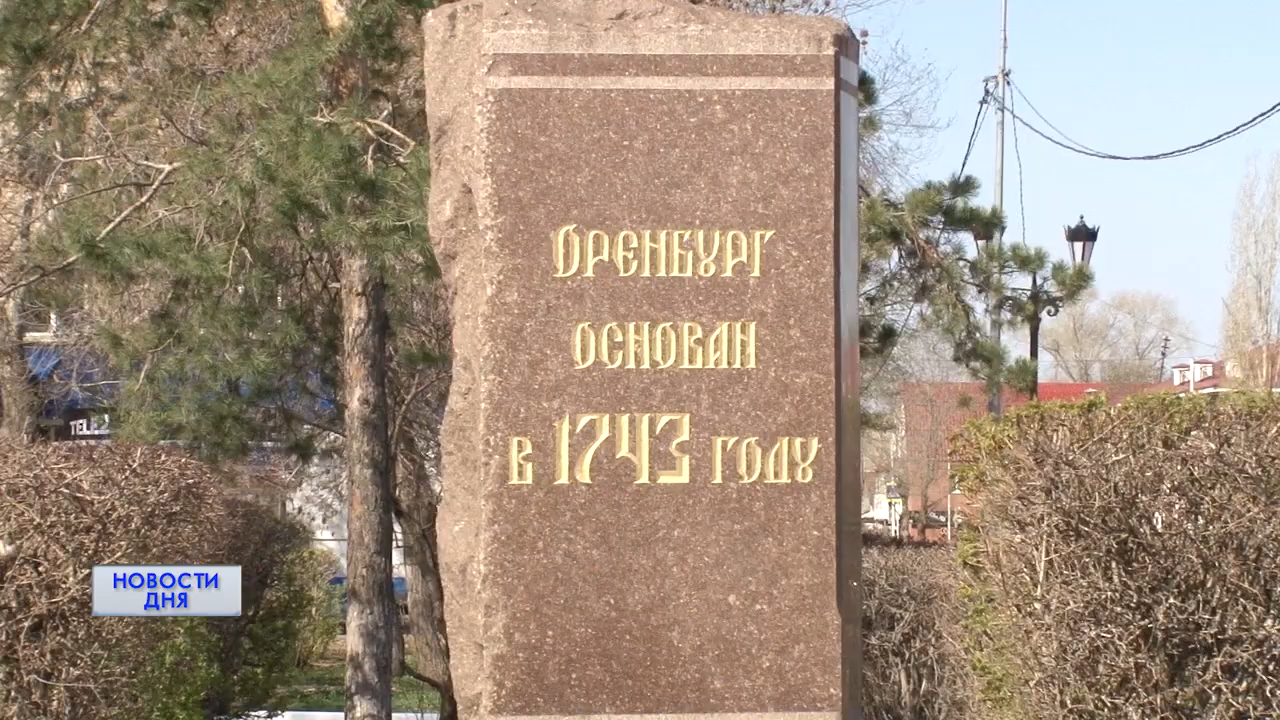 Оренбург
основан
в 1743 году
НОВОСТИ
ДНЯ